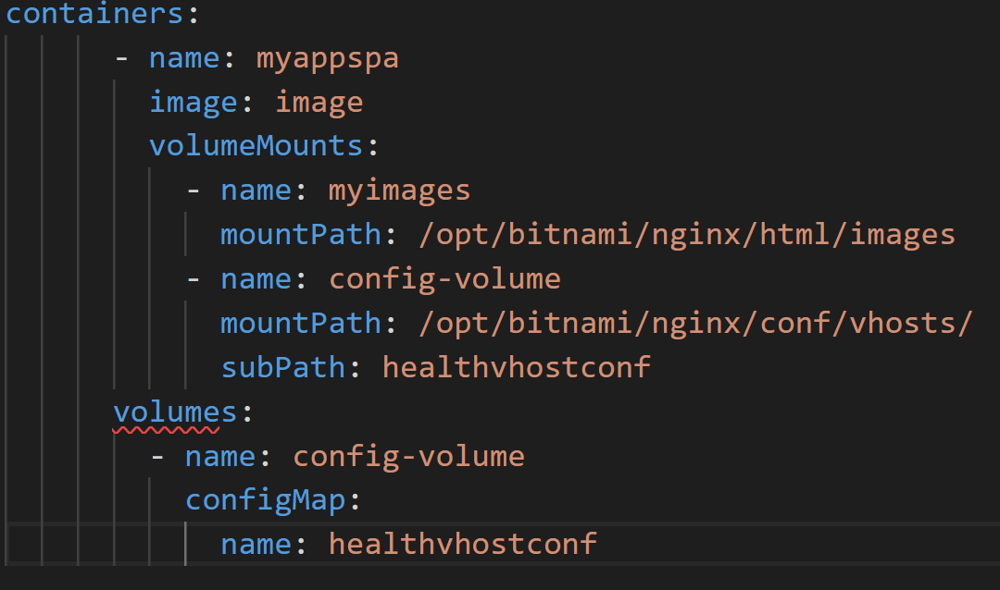 containers:
- name: myappspa
image: image
volumeMounts:
- name: myimages
mountPath: /opt/bitnami/nginx/html/images
- name: config-volume
mountPath: /opt/bitnami/nginx/conf/vhosts/
subPath: healthvhostconf
volumes:
- name: config-volume
configMap:
name: healthvhostconf